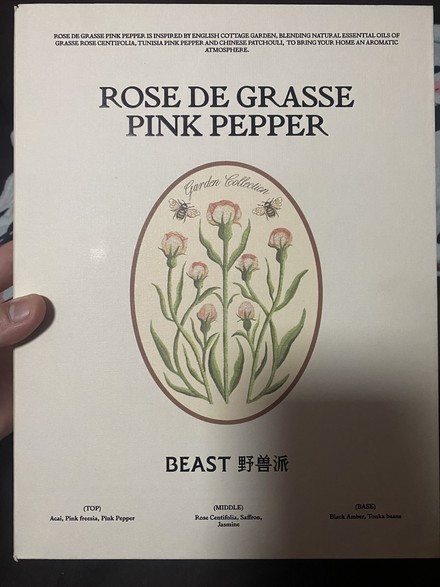 ROSE DE GRASSE PINK PEPPER IS INSPIRED BY ENGLISH COTTAGE GARDEN, BLENDING NATURAL ESSENTIAL OILS OF
GRASSE ROSE CENTIFOLIA, TUNISIA PINK PEPPER AND CHINESE PATCHOULI, TO BRING YOUR HOME AN AROMATIC
ATMOSPHERE.
ROSE DE GRASSE
PINK PEPPER
Garden Collection
BEAST 野兽派
(TOP)
Acai, Pink freesia, Pink Pepper
(MIDDLE)
Rose Centifolia, Saffron,
Jasmine
(BASE)
Black Amber, Tonka beans